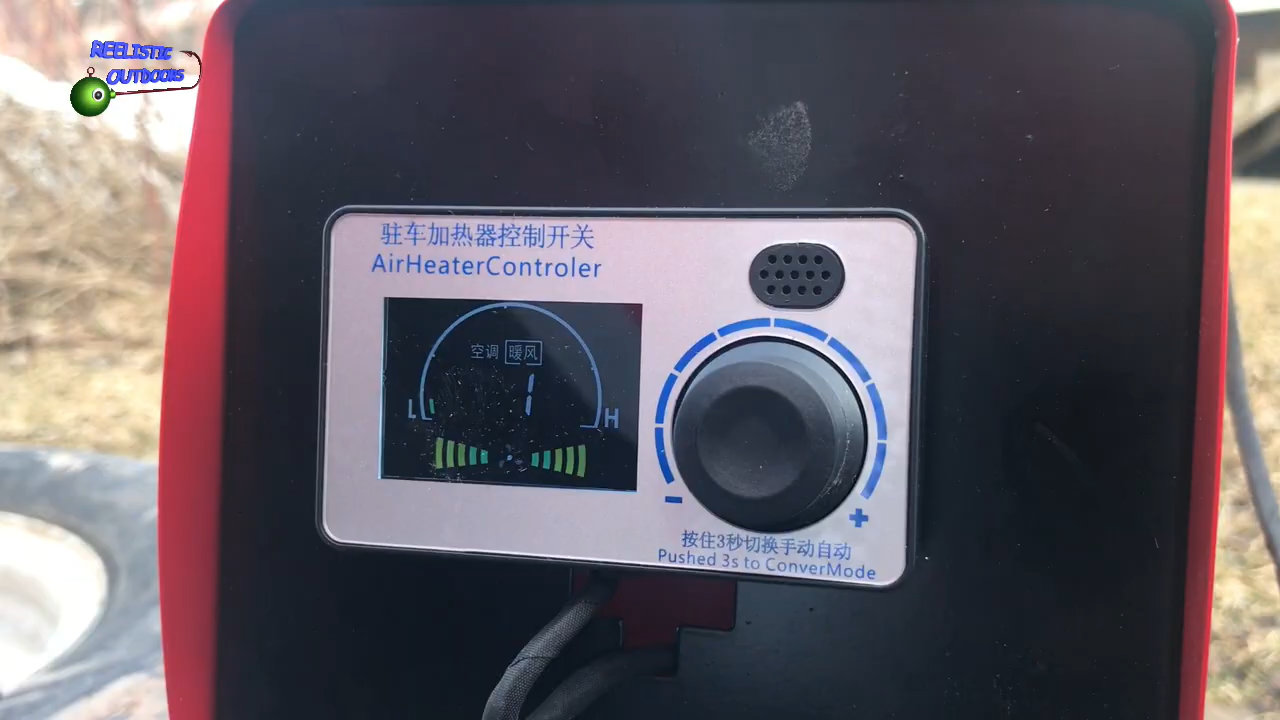 REELISTIC
OUTDOORS
驻车加热器控制开关
AirHeaterControler
空调 暖风
1
L H
- +
按住3秒切换手动自动
Pushed 3s to ConverMode